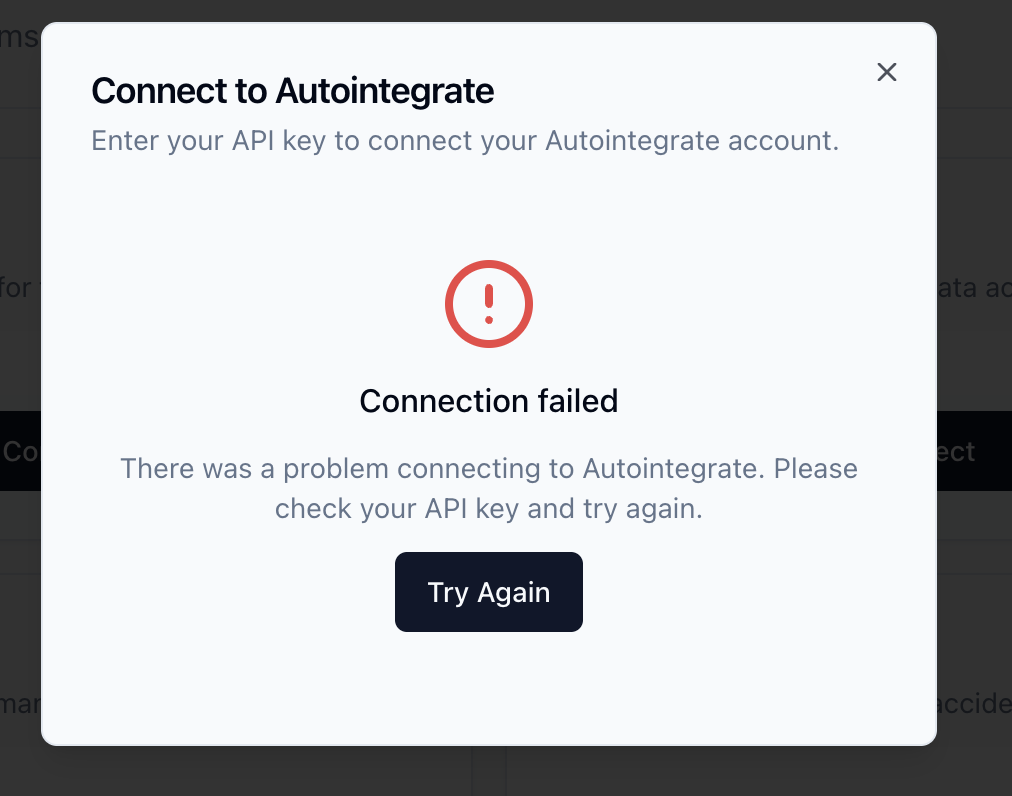 ms
Connect to Autointegrate
Enter your API key to connect your Autointegrate account.
for
ata ac
Connection failed
Co
ect
There was a problem connecting to Autointegrate. Please
check your API key and try again.
Try Again
mar
accide